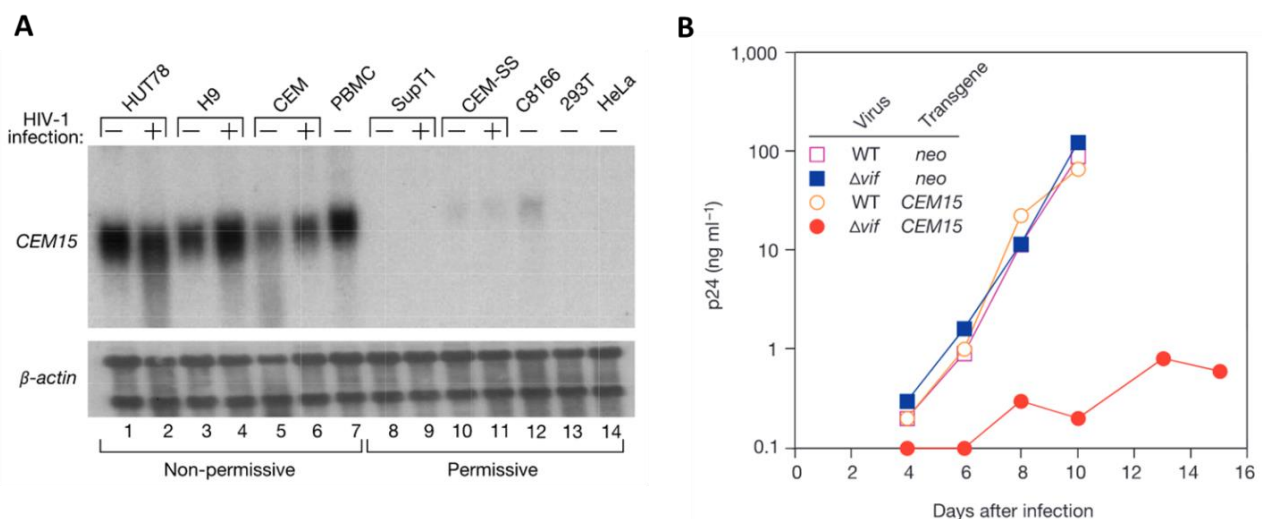 A
HUT78 H9 CEM PBMC SupT1 CEM-SS C8166 293T HeLa
HIV-1
infection: – + – + – + – – + – + – – –
CEM15
β-actin
1 2 3 4 5 6 7 8 9 10 11 12 13 14
Non-permissive Permissive
B
1,000
100
10
1
0.1
p24 (ng ml⁻¹)
Virus Transgene
WT neo
Δvif neo
WT CEM15
Δvif CEM15
0 2 4 6 8 10 12 14 16
Days after infection